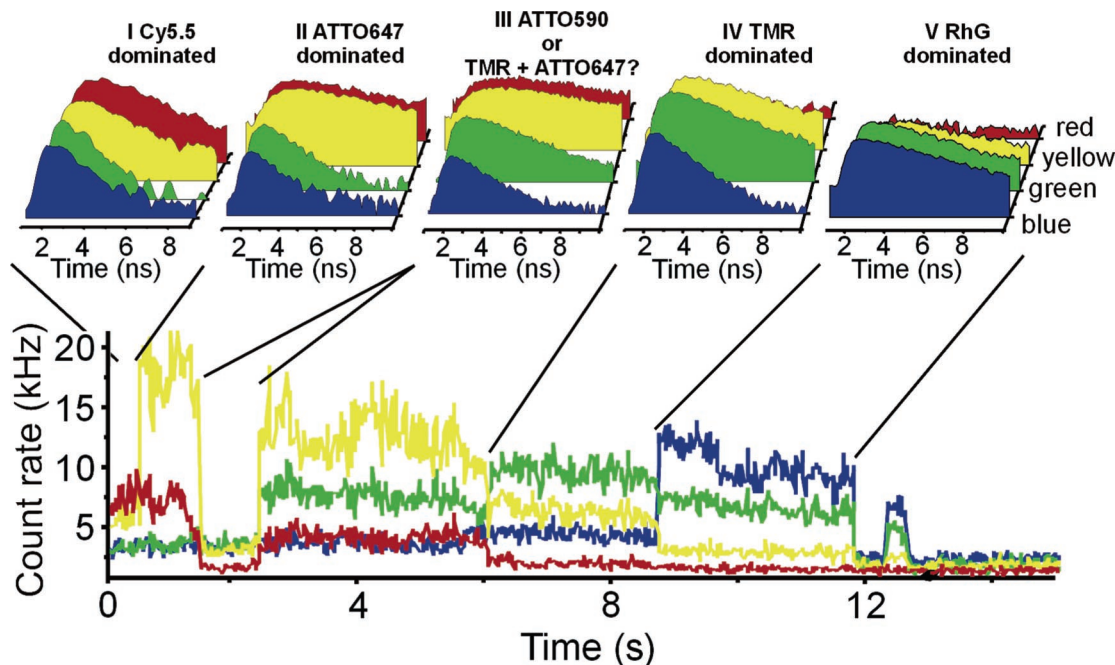 I Cy5.5
dominated
II ATTO647
dominated
III ATTO590
or
TMR + ATTO647?
IV TMR
dominated
V RhG
dominated
red
yellow
green
blue
2 4 6 8
Time (ns)
2 4 6 8
Time (ns)
2 4 6 8
Time (ns)
2 4 6 8
Time (ns)
2 4 6 8
Time (ns)
Count rate (kHz)
20
15
10
5
0 4 8 12
Time (s)